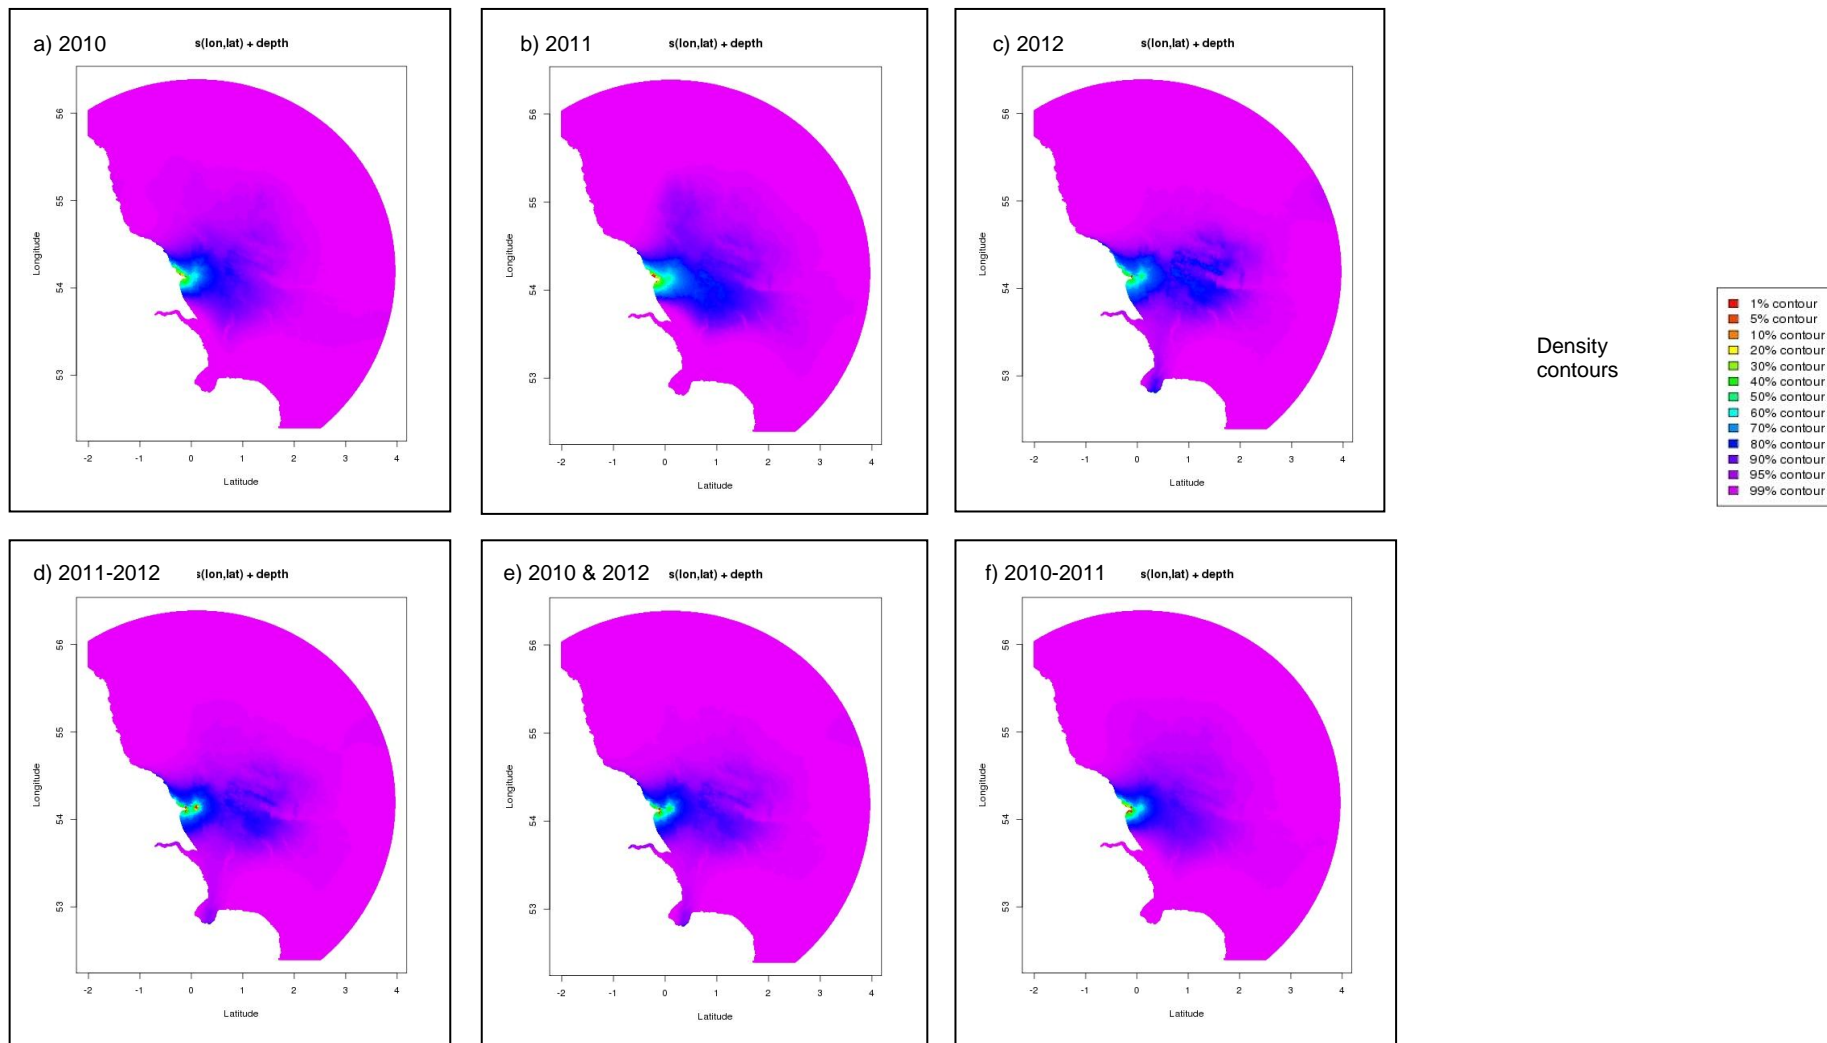 a) 2010
s(lon,lat) + depth
56
55
54
53
Longitude
-2 -1 0 1 2 3 4
Latitude
b) 2011
s(lon,lat) + depth
56
55
54
53
Longitude
-2 -1 0 1 2 3 4
Latitude
c) 2012
s(lon,lat) + depth
56
55
54
53
Longitude
-2 -1 0 1 2 3 4
Latitude
Density
contours
1% contour
5% contour
10% contour
20% contour
30% contour
40% contour
50% contour
60% contour
70% contour
80% contour
90% contour
95% contour
99% contour
d) 2011-2012
s(lon,lat) + depth
56
55
54
53
Longitude
-2 -1 0 1 2 3 4
Latitude
e) 2010 & 2012
s(lon,lat) + depth
56
55
54
53
Longitude
-2 -1 0 1 2 3 4
Latitude
f) 2010-2011
s(lon,lat) + depth
56
55
54
53
Longitude
-2 -1 0 1 2 3 4
Latitude